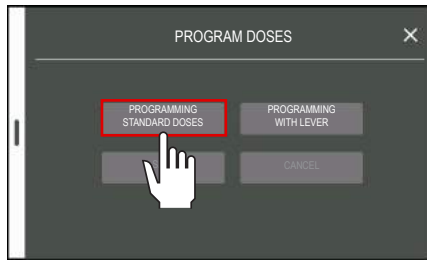 PROGRAM DOSES
PROGRAMMING
STANDARD DOSES
PROGRAMMING
WITH LEVER
CANCEL